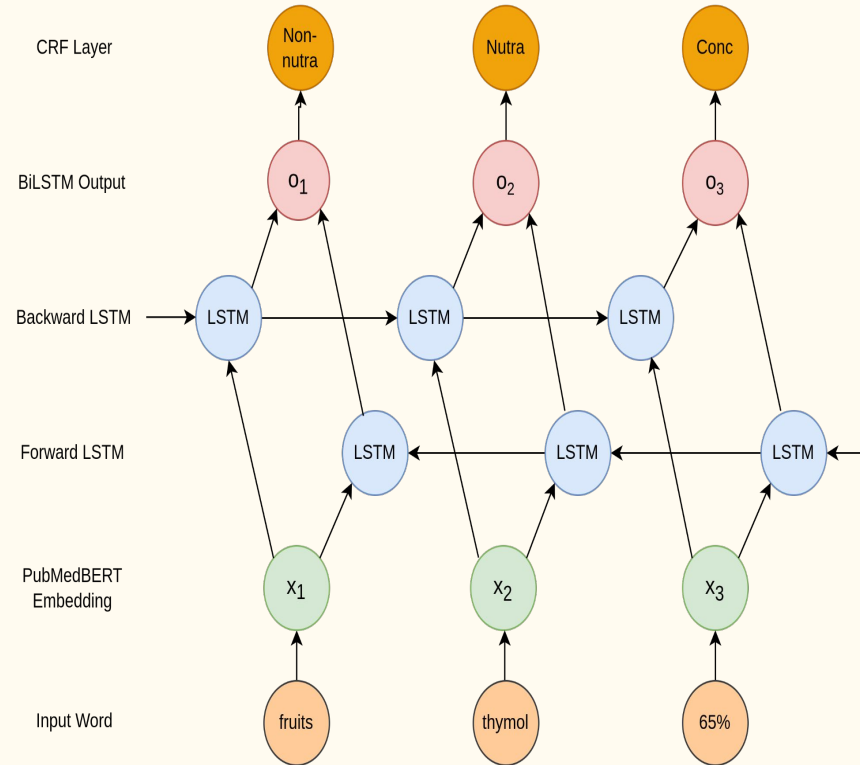 CRF Layer
Non-
nutra
Nutra
Conc
BiLSTM Output
o1
o2
o3
Backward LSTM
LSTM
LSTM
LSTM
Forward LSTM
LSTM
LSTM
LSTM
PubMedBERT
Embedding
x1
x2
x3
Input Word
fruits
thymol
65%